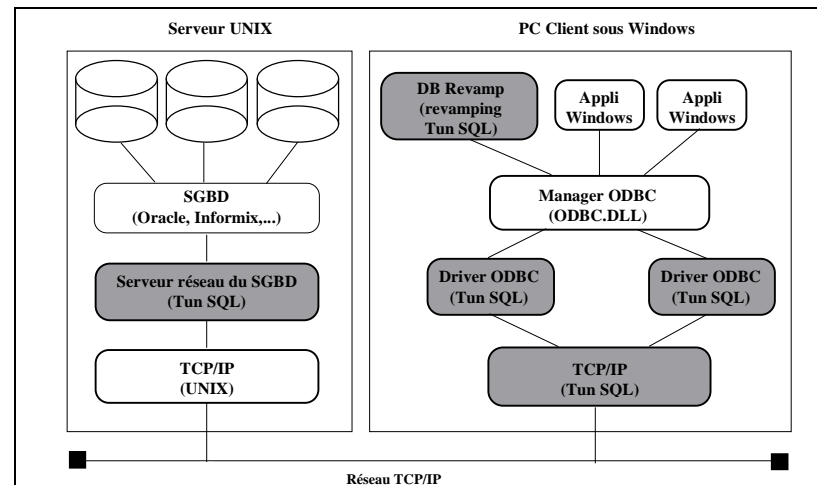 Serveur UNIX
PC Client sous Windows
DB Revamp
(revamping
Tun SQL)
Appli
Windows
Appli
Windows
SGBD
(Oracle, Informix,...)
Manager ODBC
(ODBC.DLL)
Serveur réseau du SGBD
(Tun SQL)
Driver ODBC
(Tun SQL)
Driver ODBC
(Tun SQL)
TCP/IP
(UNIX)
TCP/IP
(Tun SQL)
Réseau TCP/IP